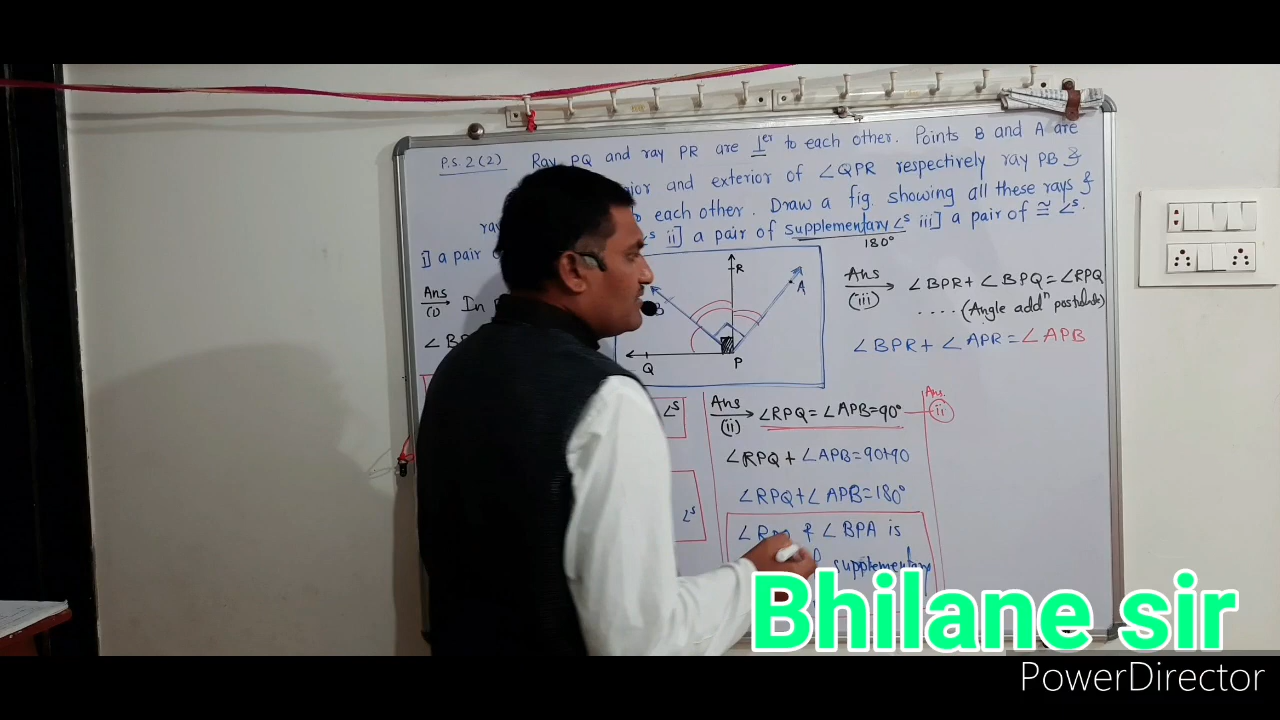 P.S. 2 (2) Ray PQ and ray PR are ⊥er to each other. Points B and A are
and exterior of ∠QPR respectively ray PB &
to each other. Draw a fig. showing all these rays &
i] a pair ∠s ii] a pair of supplementary ∠s iii] a pair of ≅ ∠s.
180°
Ans (i) → In
R
A
B
Q
P
Ans (iii) → ∠BPR + ∠BPQ = ∠RPQ
.... (Angle addn postulate)
∠BPR + ∠APR = ∠APB
∠s
∠s
Ans (ii) → ∠RPQ = ∠APB = 90° — Ans. ii
∠RPQ + ∠APB = 90+90
∠RPQ + ∠APB = 180°
& ∠BPA is
supplementary
Bhilane sir
PowerDirector